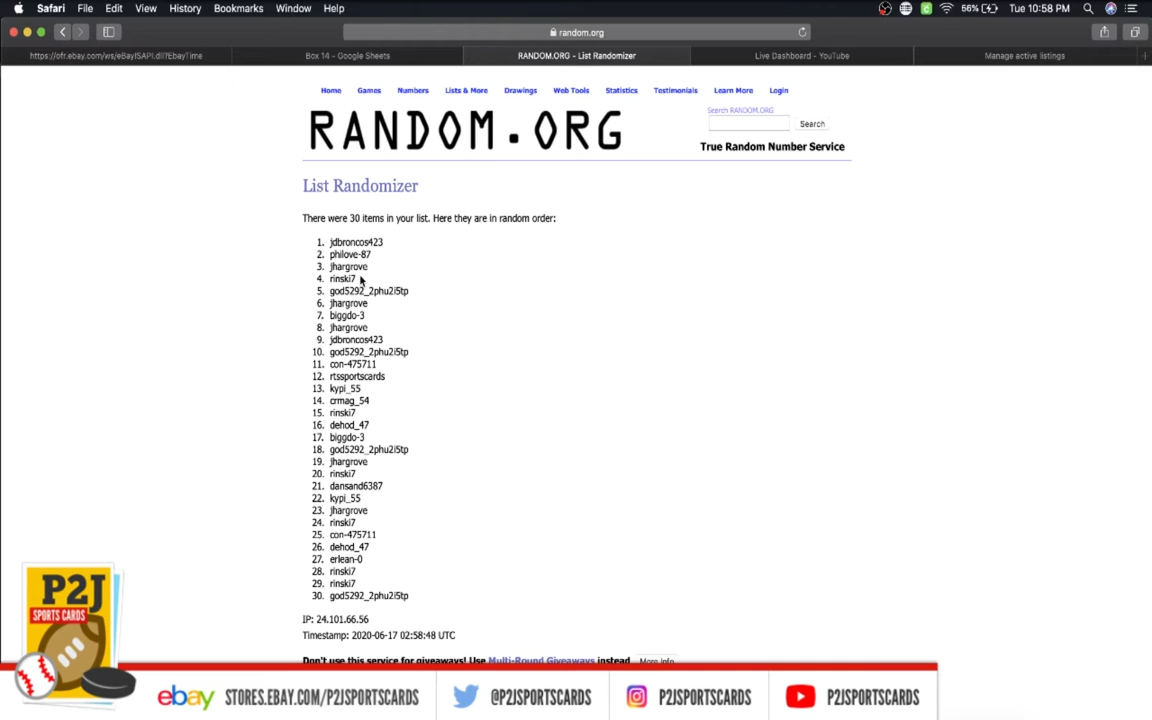 Safari File Edit View History Bookmarks Window Help 66% Tue 10:58 PM
random.org
https://ofr.ebay.com/ws/eBayISAPI.dll?EbayTime Box 14 - Google Sheets RANDOM.ORG - List Randomizer Live Dashboard - YouTube Manage active listings
Home Games Numbers Lists & More Drawings Web Tools Statistics Testimonials Learn More Login
Search RANDOM.ORG
RANDOM.ORG
Search
True Random Number Service
List Randomizer
There were 30 items in your list. Here they are in random order:
1. jdbroncos423
2. philove-87
3. jhargrove
4. rinski7
5. god5292_2phu2i5tp
6. jhargrove
7. biggdo-3
8. jhargrove
9. jdbroncos423
10. god5292_2phu2i5tp
11. con-475711
12. rtssportscards
13. kypi_55
14. crmag_54
15. rinski7
16. dehod_47
17. biggdo-3
18. god5292_2phu2i5tp
19. jhargrove
20. rinski7
21. dansand6387
22. kypi_55
23. jhargrove
24. rinski7
25. con-475711
26. dehod_47
27. erlean-0
28. rinski7
29. rinski7
30. god5292_2phu2i5tp
IP: 24.101.66.56
Timestamp: 2020-06-17 02:58:48 UTC
Don't use this service for giveaways! Use Multi-Round Giveaways instead More Info
P2J
SPORTS CARDS
ebay STORES.EBAY.COM/P2JSPORTSCARDS @P2JSPORTSCARDS P2JSPORTSCARDS P2JSPORTSCARDS